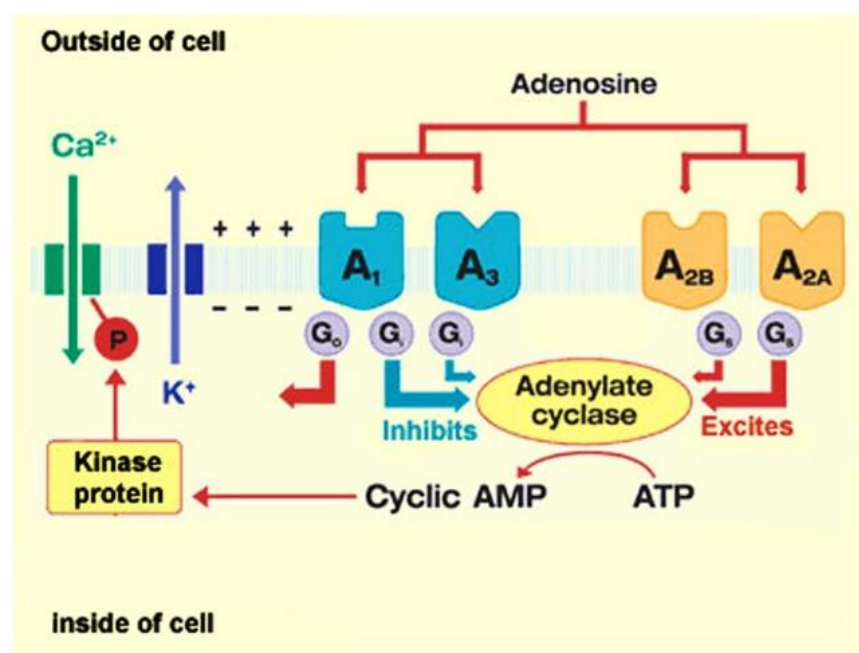 Outside of cell
Adenosine
Ca²⁺
+ + +
A₁
A₃
A₂B
A₂A
- - -
P
G₀
Gᵢ
Gᵢ
Gₛ
Gₛ
K⁺
Adenylate
cyclase
Inhibits
Excites
Kinase
protein
Cyclic AMP
ATP
inside of cell